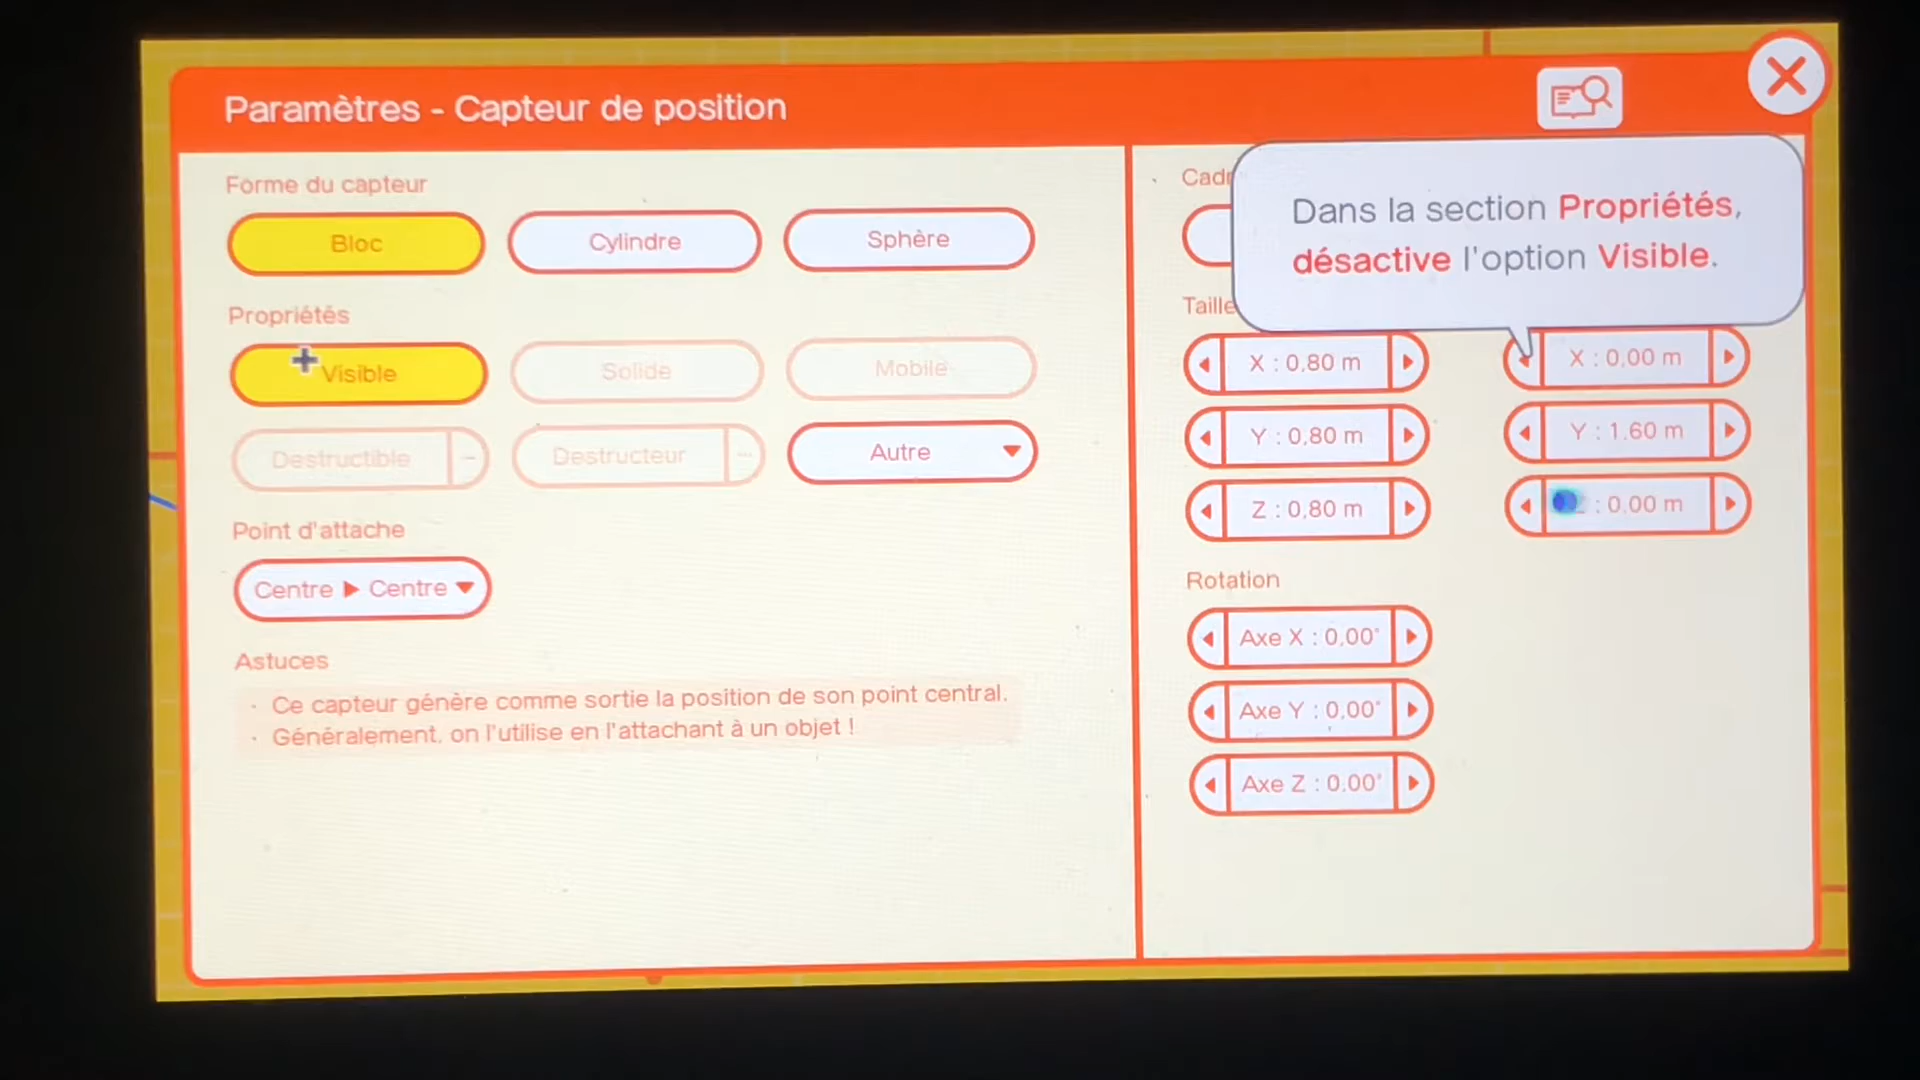 Paramètres - Capteur de position
Forme du capteur
Bloc
Cylindre
Sphère
Propriétés
Visible
Solide
Mobile
Destructible
Destructeur
Autre
Point d'attache
Centre ▶ Centre
Astuces
· Ce capteur génère comme sortie la position de son point central.
· Généralement, on l'utilise en l'attachant à un objet !
Dans la section Propriétés,
désactive l'option Visible.
Taille
X : 0,80 m
Y : 0,80 m
Z : 0,80 m
X : 0,00 m
Y : 1,60 m
: 0,00 m
Rotation
Axe X : 0,00°
Axe Y : 0,00°
Axe Z : 0,00°